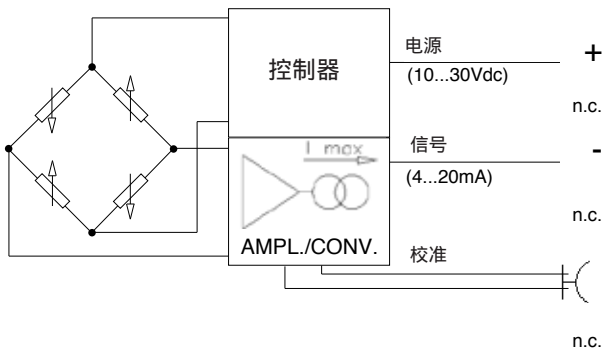 控制器
电源
+
(10...30Vdc)
n.c.
I max
信号
-
(4...20mA)
n.c.
AMPL./CONV.
校准
n.c.